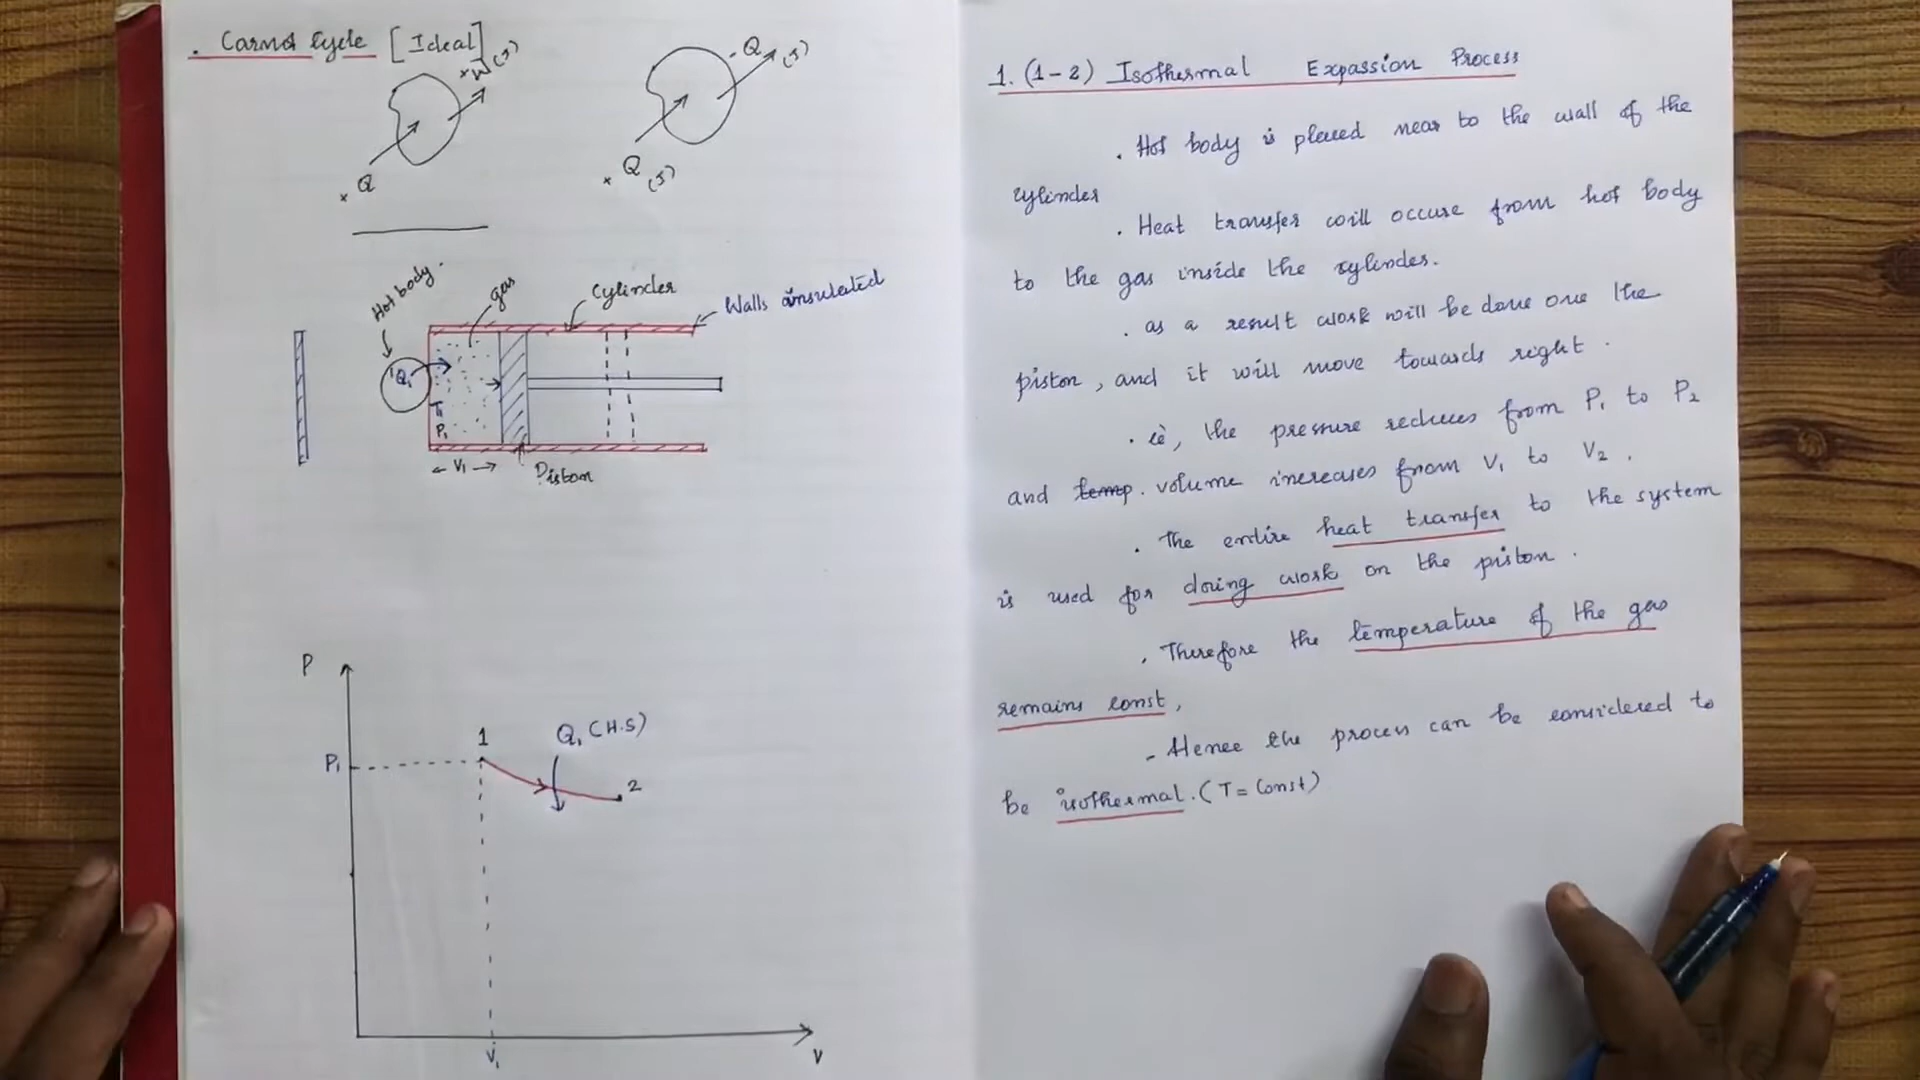 . Carnot Cycle [Ideal]
+ W (J)
+ Q
- Q (J)
+ Q (J)
Hot body.
gas
Cylinder
Walls insulated
Q1
T1
P1
← V1 →
Piston
P
P1
1
Q1 (H.S)
2
V1
V
1. (1-2) Isothermal Expassion Process
. Hot body is placed near to the wall of the
cylinder
. Heat transfer will occure from hot body
to the gas inside the cylinder.
. as a result work will be done one the
piston, and it will move towards right.
. ie, the pressure reduces from P1 to P2
and temp. volume increases from V1 to V2.
. The entire heat transfer to the system
is used for doing work on the piston.
. Therefore the temperature of the gas
remains const,
- Hence the process can be considered to
be isothermal. (T = Const)